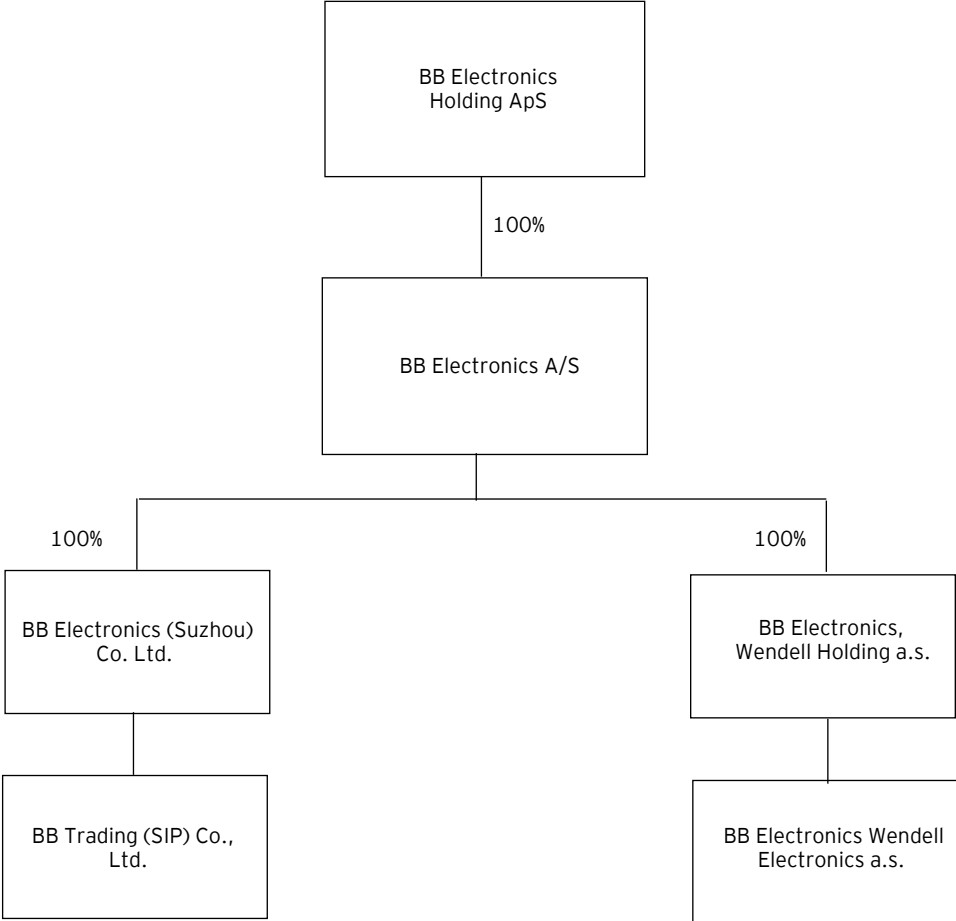 BB Electronics
Holding ApS
100%
BB Electronics A/S
100%
100%
BB Electronics (Suzhou)
Co. Ltd.
BB Electronics,
Wendell Holding a.s.
BB Trading (SIP) Co.,
Ltd.
BB Electronics Wendell
Electronics a.s.